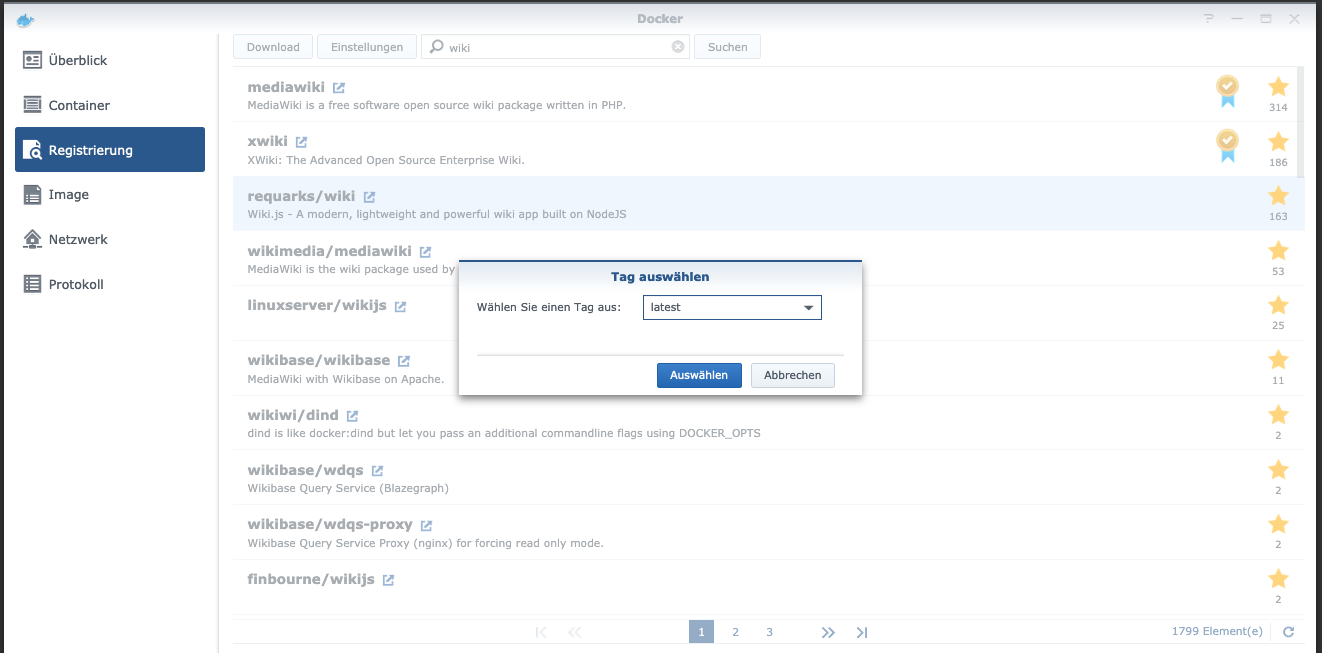 Docker
Überblick
Container
Registrierung
Image
Netzwerk
Protokoll
Download Einstellungen wiki Suchen
mediawiki
MediaWiki is a free software open source wiki package written in PHP.
314
xwiki
XWiki: The Advanced Open Source Enterprise Wiki.
186
requarks/wiki
Wiki.js - A modern, lightweight and powerful wiki app built on NodeJS
163
wikimedia/mediawiki
MediaWiki is the wiki package used by
53
linuxserver/wikijs
25
wikibase/wikibase
MediaWiki with Wikibase on Apache.
11
wikiwi/dind
dind is like docker:dind but let you pass an additional commandline flags using DOCKER_OPTS
2
wikibase/wdqs
Wikibase Query Service (Blazegraph)
2
wikibase/wdqs-proxy
Wikibase Query Service Proxy (nginx) for forcing read only mode.
2
finbourne/wikijs
2
Tag auswählen
Wählen Sie einen Tag aus: latest
Auswählen Abbrechen
1 2 3
1799 Element(e)